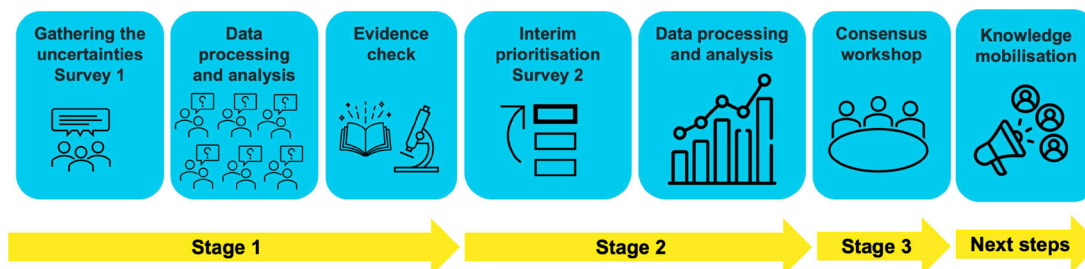 Gathering the
uncertainties
Survey 1
Data
processing
and analysis
? ? ?
? ? ?
Evidence
check
Interim
prioritisation
Survey 2
Data processing
and analysis
Consensus
workshop
Knowledge
mobilisation
Stage 1
Stage 2
Stage 3
Next steps